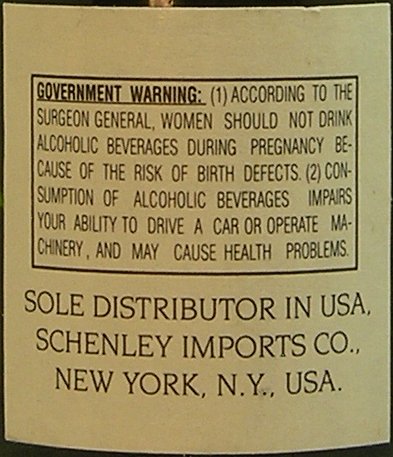 GOVERNMENT WARNING: (1) ACCORDING TO THE
SURGEON GENERAL, WOMEN SHOULD NOT DRINK
ALCOHOLIC BEVERAGES DURING PREGNANCY BE-
CAUSE OF THE RISK OF BIRTH DEFECTS. (2) CON-
SUMPTION OF ALCOHOLIC BEVERAGES IMPAIRS
YOUR ABILITY TO DRIVE A CAR OR OPERATE MA-
CHINERY, AND MAY CAUSE HEALTH PROBLEMS.
SOLE DISTRIBUTOR IN USA,
SCHENLEY IMPORTS CO.,
NEW YORK, N.Y., USA.